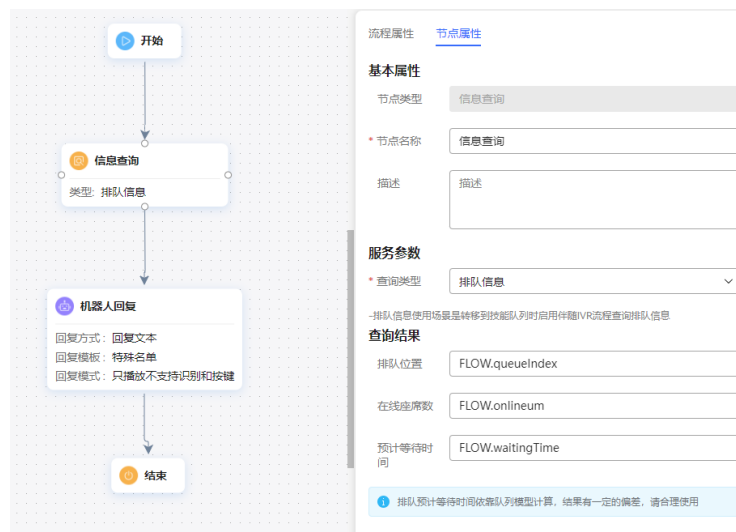 开始
信息查询
类型: 排队信息
机器人回复
回复方式: 回复文本
回复模板: 特殊名单
回复模式: 只播放不支持识别和按键
结束
流程属性 节点属性
基本属性
节点类型 信息查询
* 节点名称 信息查询
描述 描述
服务参数
* 查询类型 排队信息
-排队信息使用场景是转移到技能队列时启用伴随IVR流程查询排队信息
查询结果
排队位置 FLOW.queueIndex
在线座席数 FLOW.onlineum
预计等待时
间 FLOW.waitingTime
排队预计等待时间依靠队列模型计算，结果有一定的偏差，请合理使用